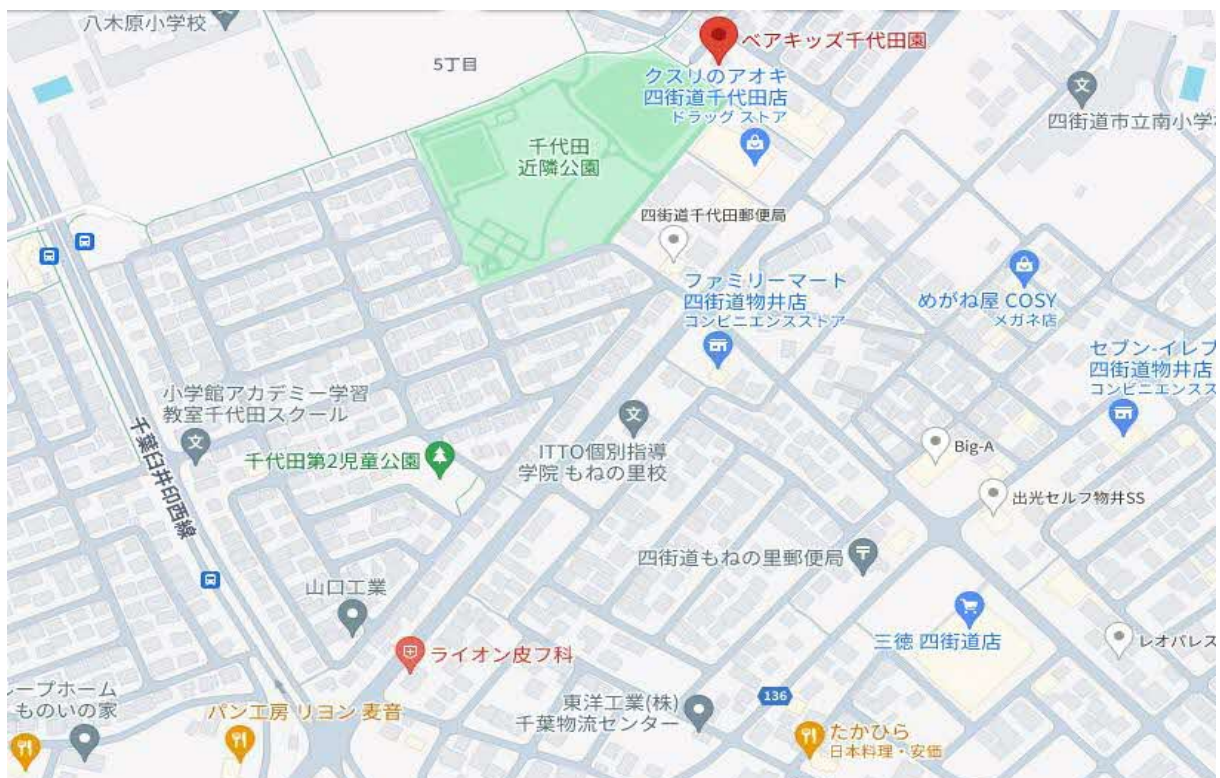 八木原小学校
ベアキッズ千代田園
5丁目
クスリのアオキ
四街道千代田店
ドラッグ ストア
四街道市立南小学校
千代田
近隣公園
四街道千代田郵便局
ファミリーマート
四街道物井店
コンビニエンスストア
めがね屋 COSY
メガネ店
セブン-イレブ
四街道物井店
コンビニエンスス
小学館アカデミー学習
教室千代田スクール
千葉臼井印西線
千代田第2児童公園
ITTO個別指導
学院 もねの里校
Big-A
出光セルフ物井SS
四街道もねの里郵便局
山口工業
三徳 四街道店
レオパレス
ライオン皮フ科
ループホーム
ものいの家
パン工房 リヨン 麦音
東洋工業(株)
千葉物流センター
136
たかひら
日本料理・安価